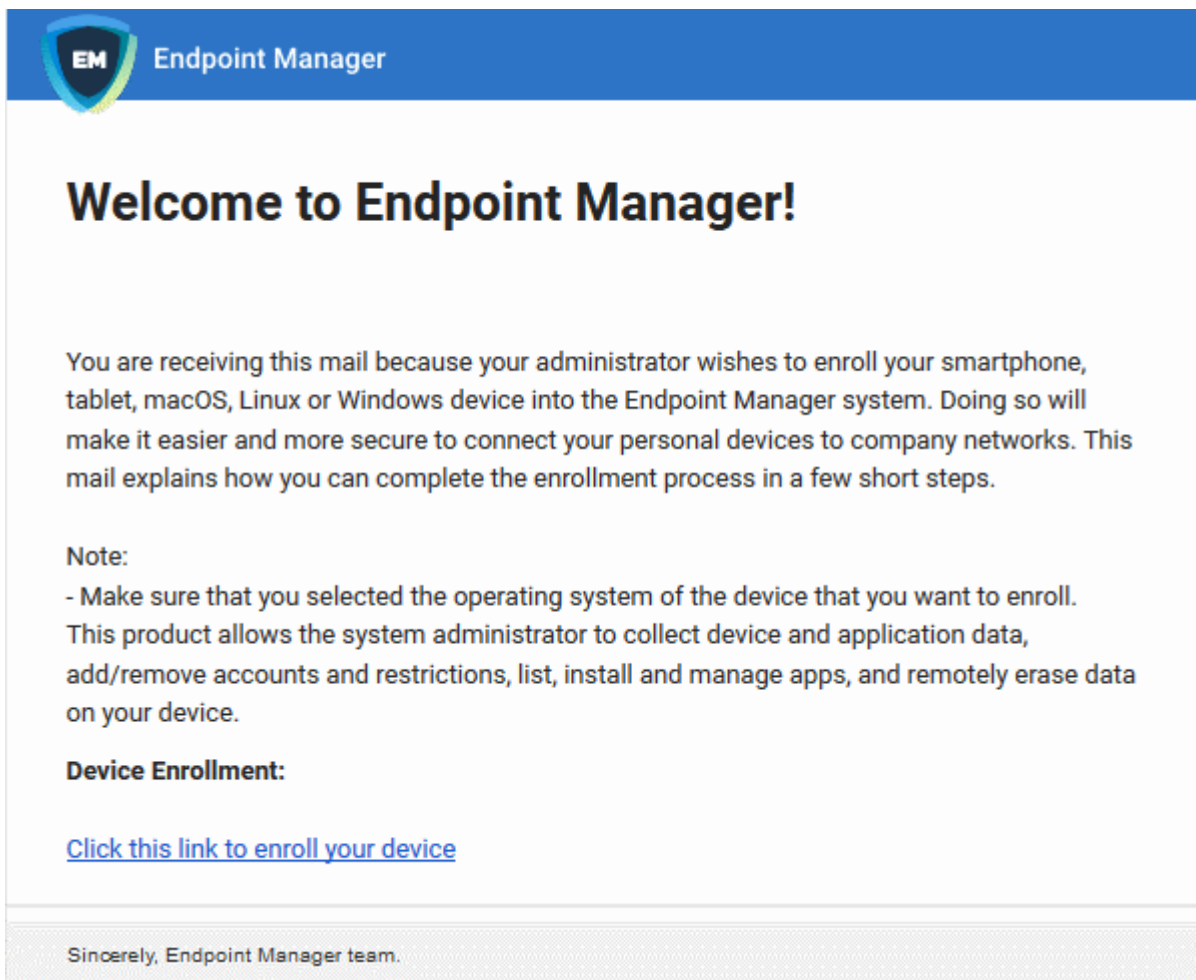 EM
Endpoint Manager
Welcome to Endpoint Manager!
You are receiving this mail because your administrator wishes to enroll your smartphone,
tablet, macOS, Linux or Windows device into the Endpoint Manager system. Doing so will
make it easier and more secure to connect your personal devices to company networks. This
mail explains how you can complete the enrollment process in a few short steps.
Note:
- Make sure that you selected the operating system of the device that you want to enroll.
This product allows the system administrator to collect device and application data,
add/remove accounts and restrictions, list, install and manage apps, and remotely erase data
on your device.
Device Enrollment:
Click this link to enroll your device
Sincerely, Endpoint Manager team.